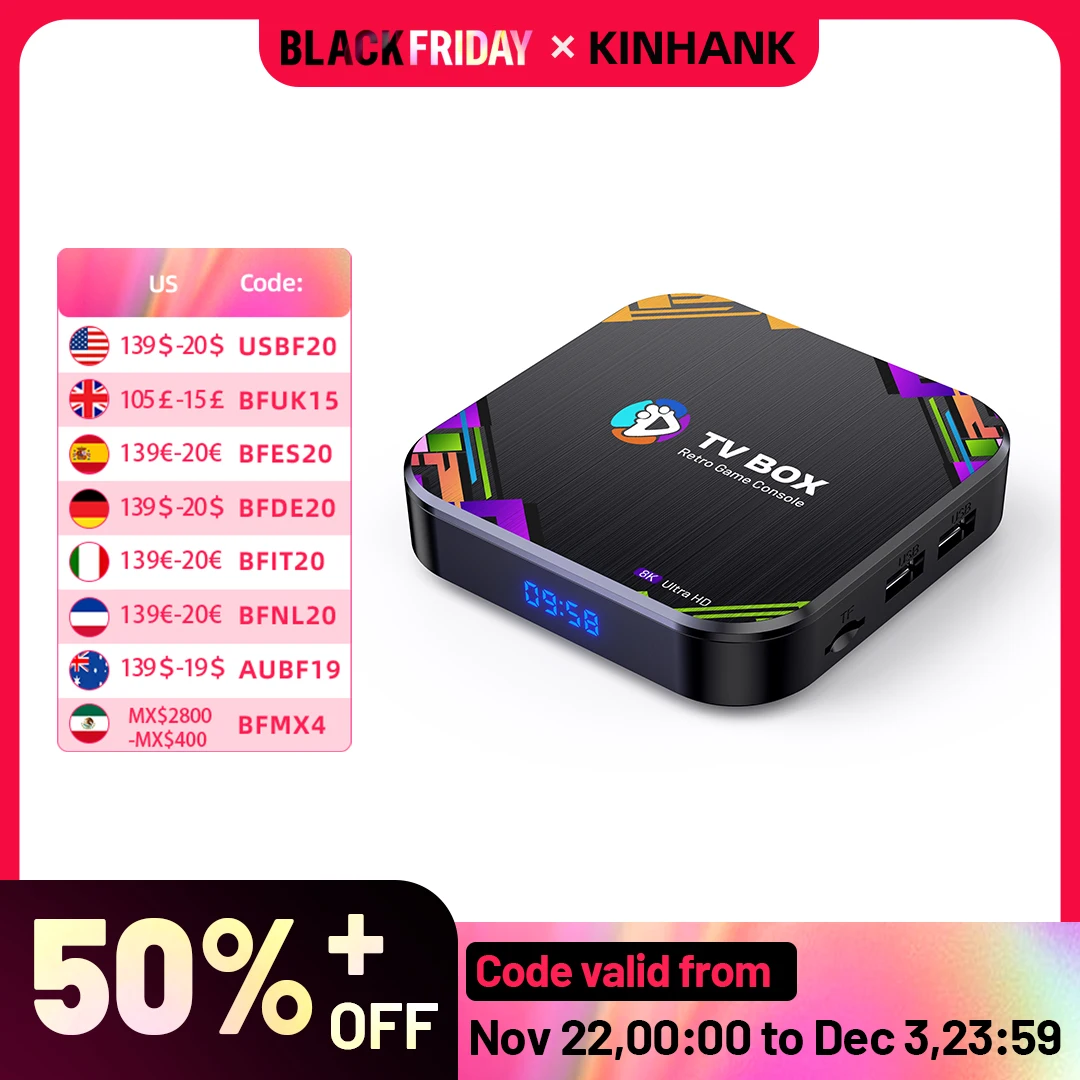 BLACK FRIDAY × KINHANK
US Code:
139$-20$ USBF20
105£-15£ BFUK15
139€-20€ BFES20
139$-20$ BFDE20
139€-20€ BFIT20
139€-20€ BFNL20
139$-19$ AUBF19
MX$2800
-MX$400 BFMX4
TV BOX
Retro Game Console
8K Ultra HD
09:58
USB
USB
TF
50%+
OFF
Code valid from
Nov 22,00:00 to Dec 3,23:59